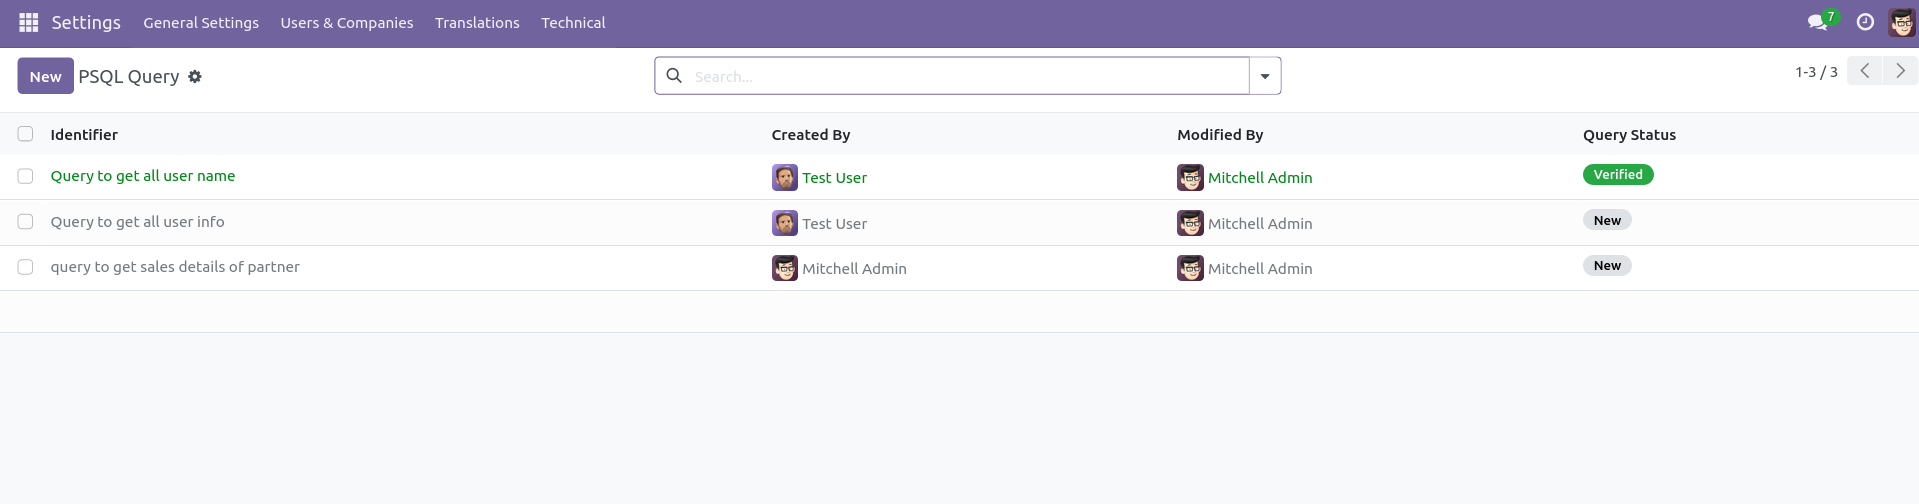 Settings General Settings Users & Companies Translations Technical 7
New PSQL Query Search... 1-3 / 3
Identifier Created By Modified By Query Status
Query to get all user name Test User Mitchell Admin Verified
Query to get all user info Test User Mitchell Admin New
query to get sales details of partner Mitchell Admin Mitchell Admin New